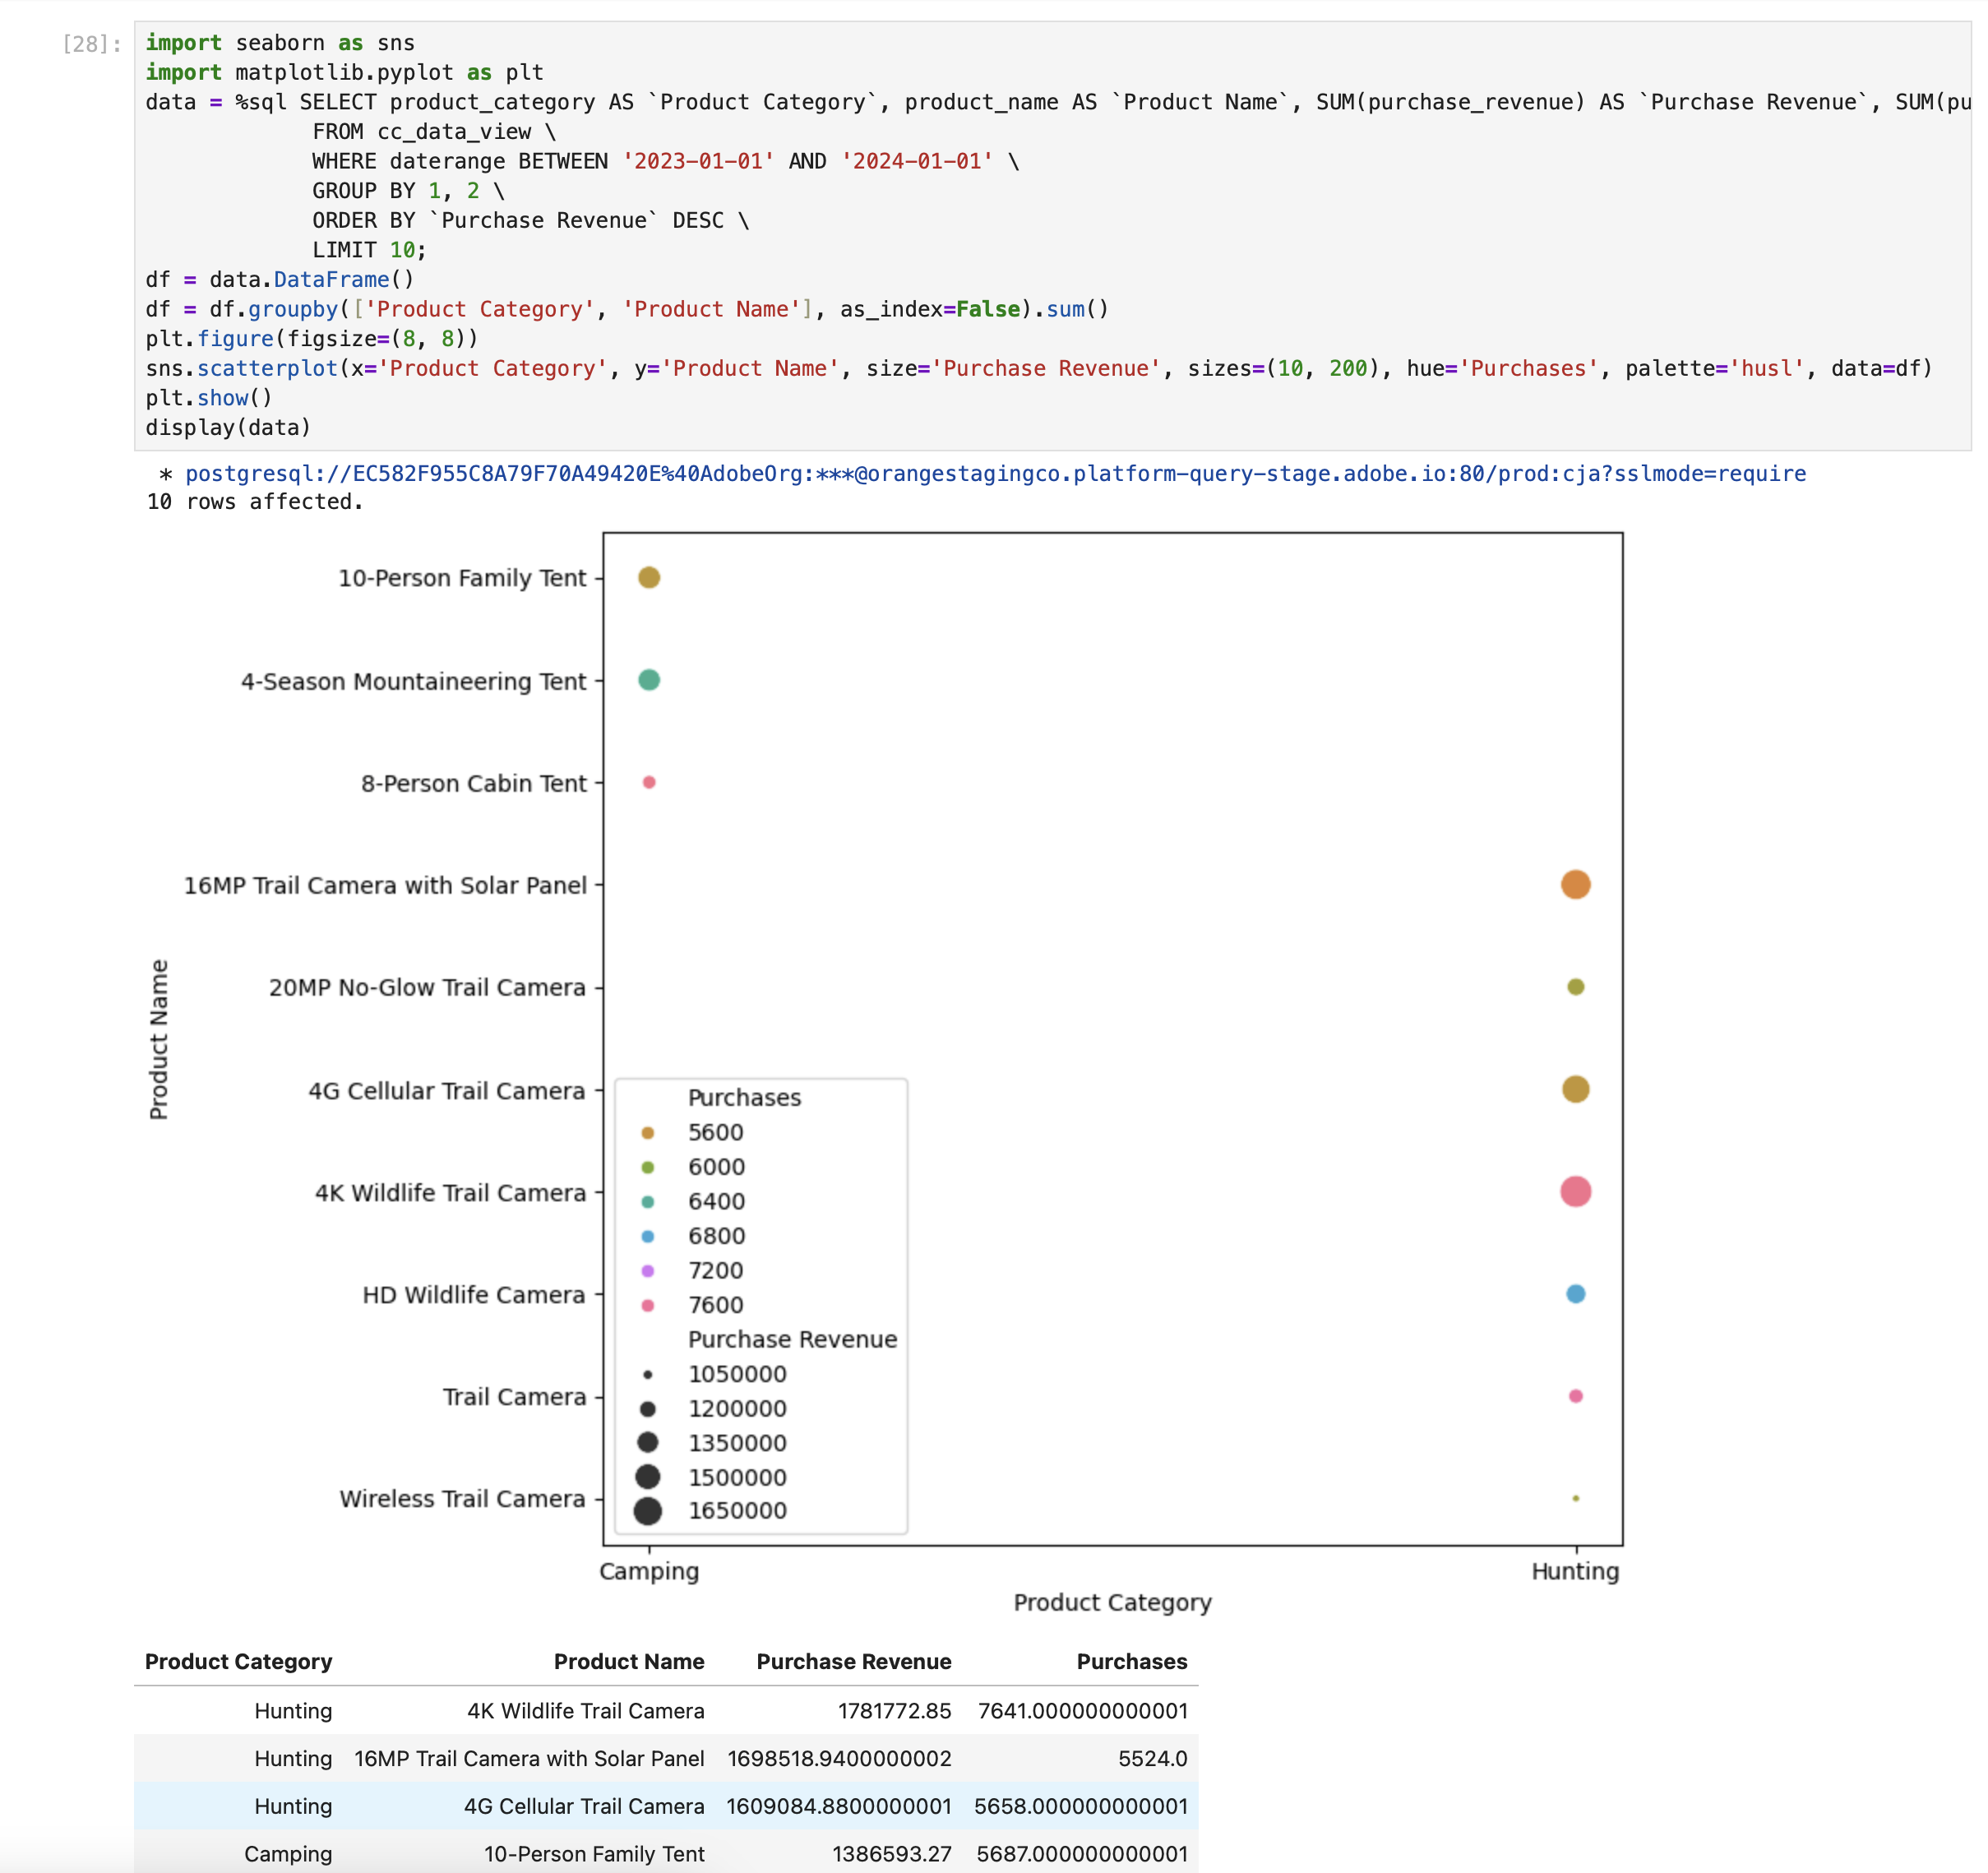 [28]:
import seaborn as sns
import matplotlib.pyplot as plt
data = %sql SELECT product_category AS `Product Category`, product_name AS `Product Name`, SUM(purchase_revenue) AS `Purchase Revenue`, SUM(pu
FROM cc_data_view \
WHERE daterange BETWEEN '2023-01-01' AND '2024-01-01' \
GROUP BY 1, 2 \
ORDER BY `Purchase Revenue` DESC \
LIMIT 10;
df = data.DataFrame()
df = df.groupby(['Product Category', 'Product Name'], as_index=False).sum()
plt.figure(figsize=(8, 8))
sns.scatterplot(x='Product Category', y='Product Name', size='Purchase Revenue', sizes=(10, 200), hue='Purchases', palette='husl', data=df)
plt.show()
display(data)
* postgresql://EC582F955C8A79F70A49420E%40AdobeOrg:***@orangestagingco.platform-query-stage.adobe.io:80/prod:cja?sslmode=require
10 rows affected.
10-Person Family Tent
4-Season Mountaineering Tent
8-Person Cabin Tent
16MP Trail Camera with Solar Panel
20MP No-Glow Trail Camera
4G Cellular Trail Camera
4K Wildlife Trail Camera
HD Wildlife Camera
Trail Camera
Wireless Trail Camera
Product Name
Purchases
5600
6000
6400
6800
7200
7600
Purchase Revenue
1050000
1200000
1350000
1500000
1650000
Camping Hunting
Product Category
Product Category Product Name Purchase Revenue Purchases
Hunting 4K Wildlife Trail Camera 1781772.85 7641.000000000001
Hunting 16MP Trail Camera with Solar Panel 1698518.9400000002 5524.0
Hunting 4G Cellular Trail Camera 1609084.8800000001 5658.000000000001
Camping 10-Person Family Tent 1386593.27 5687.000000000001